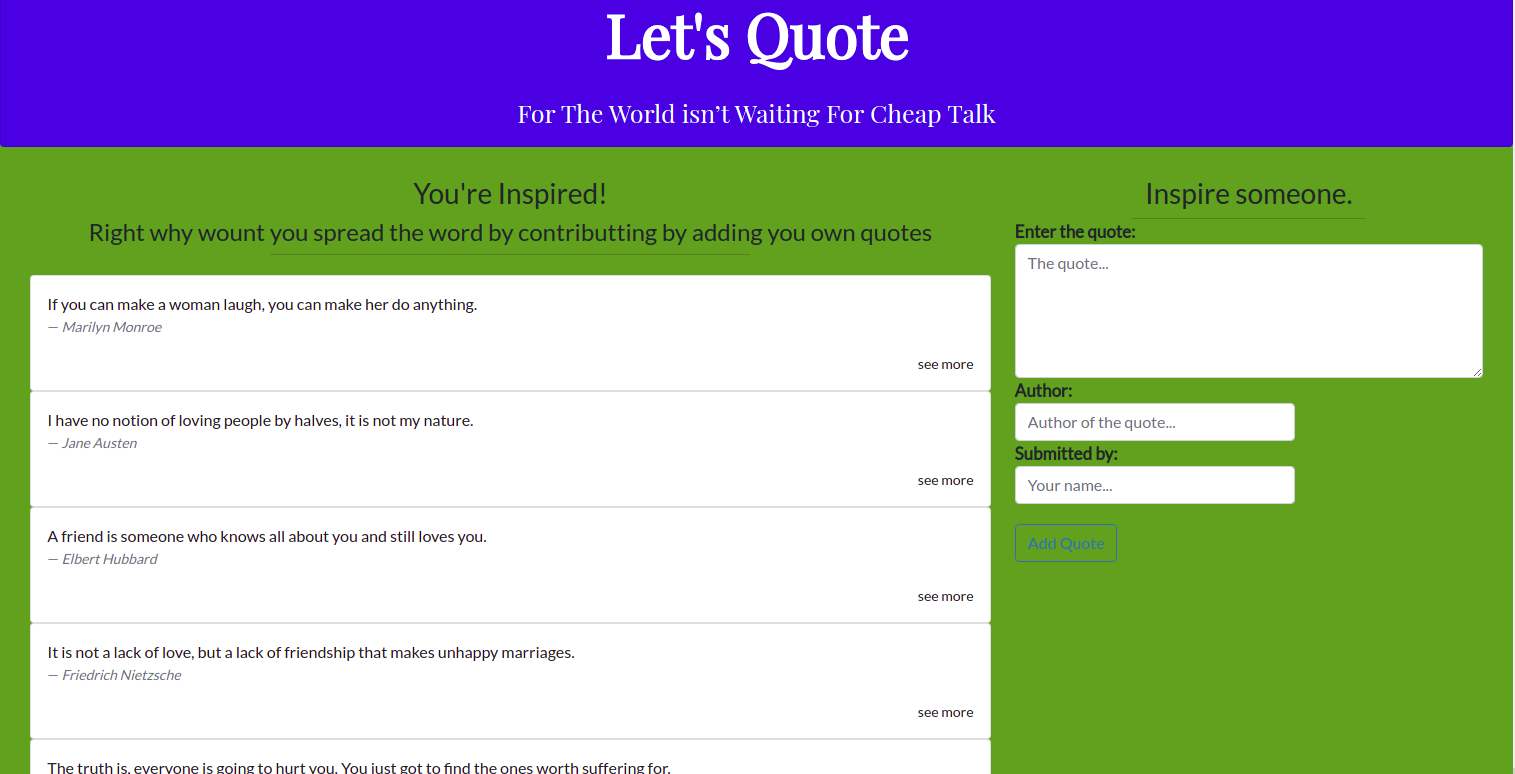 Let's Quote
For The World isn’t Waiting For Cheap Talk
You're Inspired!
Right why wount you spread the word by contributting by adding you own quotes
If you can make a woman laugh, you can make her do anything.
— Marilyn Monroe
see more
I have no notion of loving people by halves, it is not my nature.
— Jane Austen
see more
A friend is someone who knows all about you and still loves you.
— Elbert Hubbard
see more
It is not a lack of love, but a lack of friendship that makes unhappy marriages.
— Friedrich Nietzsche
see more
The truth is, everyone is going to hurt you. You just got to find the ones worth suffering for.
Inspire someone.
Enter the quote:
The quote...
Author:
Author of the quote...
Submitted by:
Your name...
Add Quote